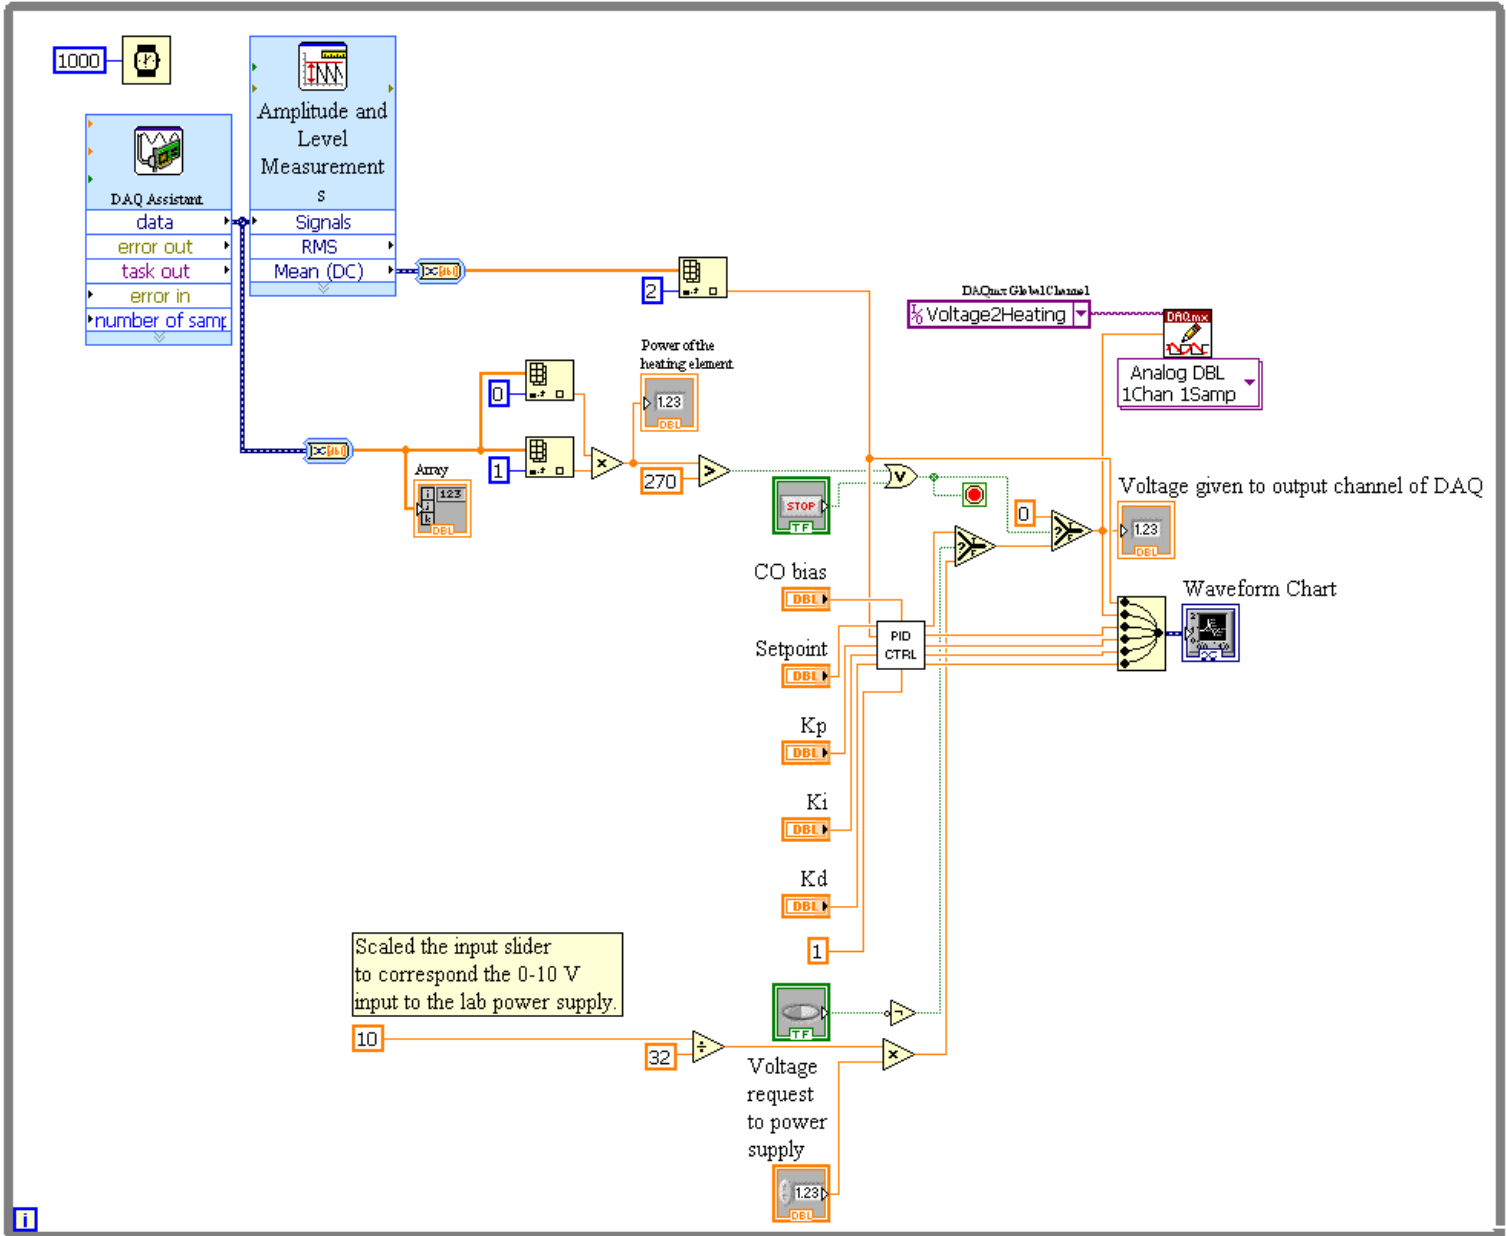 1000
Amplitude and
Level
Measurement
s
Signals
RMS
Mean (DC)
DAQ Assistant
data
error out
task out
error in
number of samp
2
DAQmx Global Channel
Voltage2Heating
DAQmx
Analog DBL
1Chan 1Samp
Power of the
heating element
1.23
DBL
0
1
Array
123
DBL
270
STOP
TF
0
Voltage given to output channel of DAQ
1.23
DBL
CO bias
DBL
Setpoint
DBL
PID
CTRL
Waveform Chart
Kp
DBL
Ki
DBL
Kd
DBL
1
Scaled the input slider
to correspond the 0-10 V
input to the lab power supply.
TF
10
32
Voltage
request
to power
supply
1.23
DBL
i